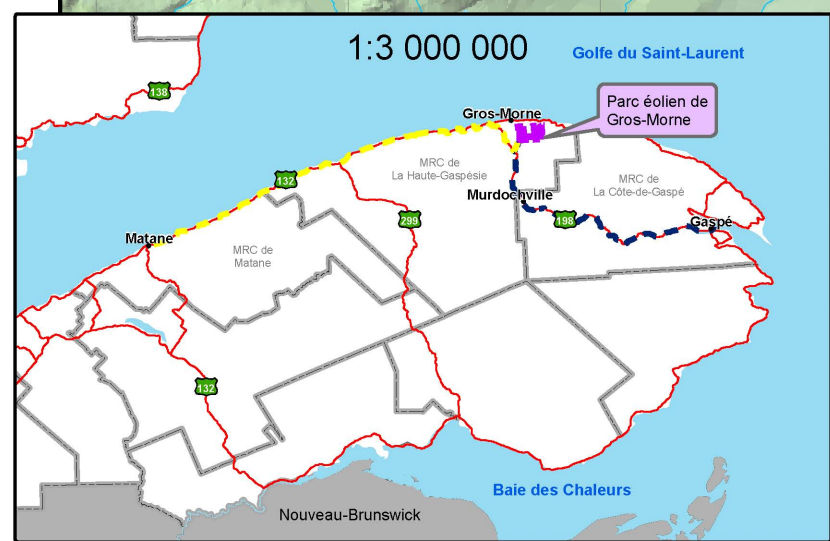 1:3 000 000
Golfe du Saint-Laurent
138
Parc éolien de
Gros-Morne
Gros-Morne
MRC de
La Haute-Gaspésie
MRC de
La Côte-de-Gaspé
132
Murdochville
299
198
Gaspé
Matane
MRC de
Matane
132
Baie des Chaleurs
Nouveau-Brunswick